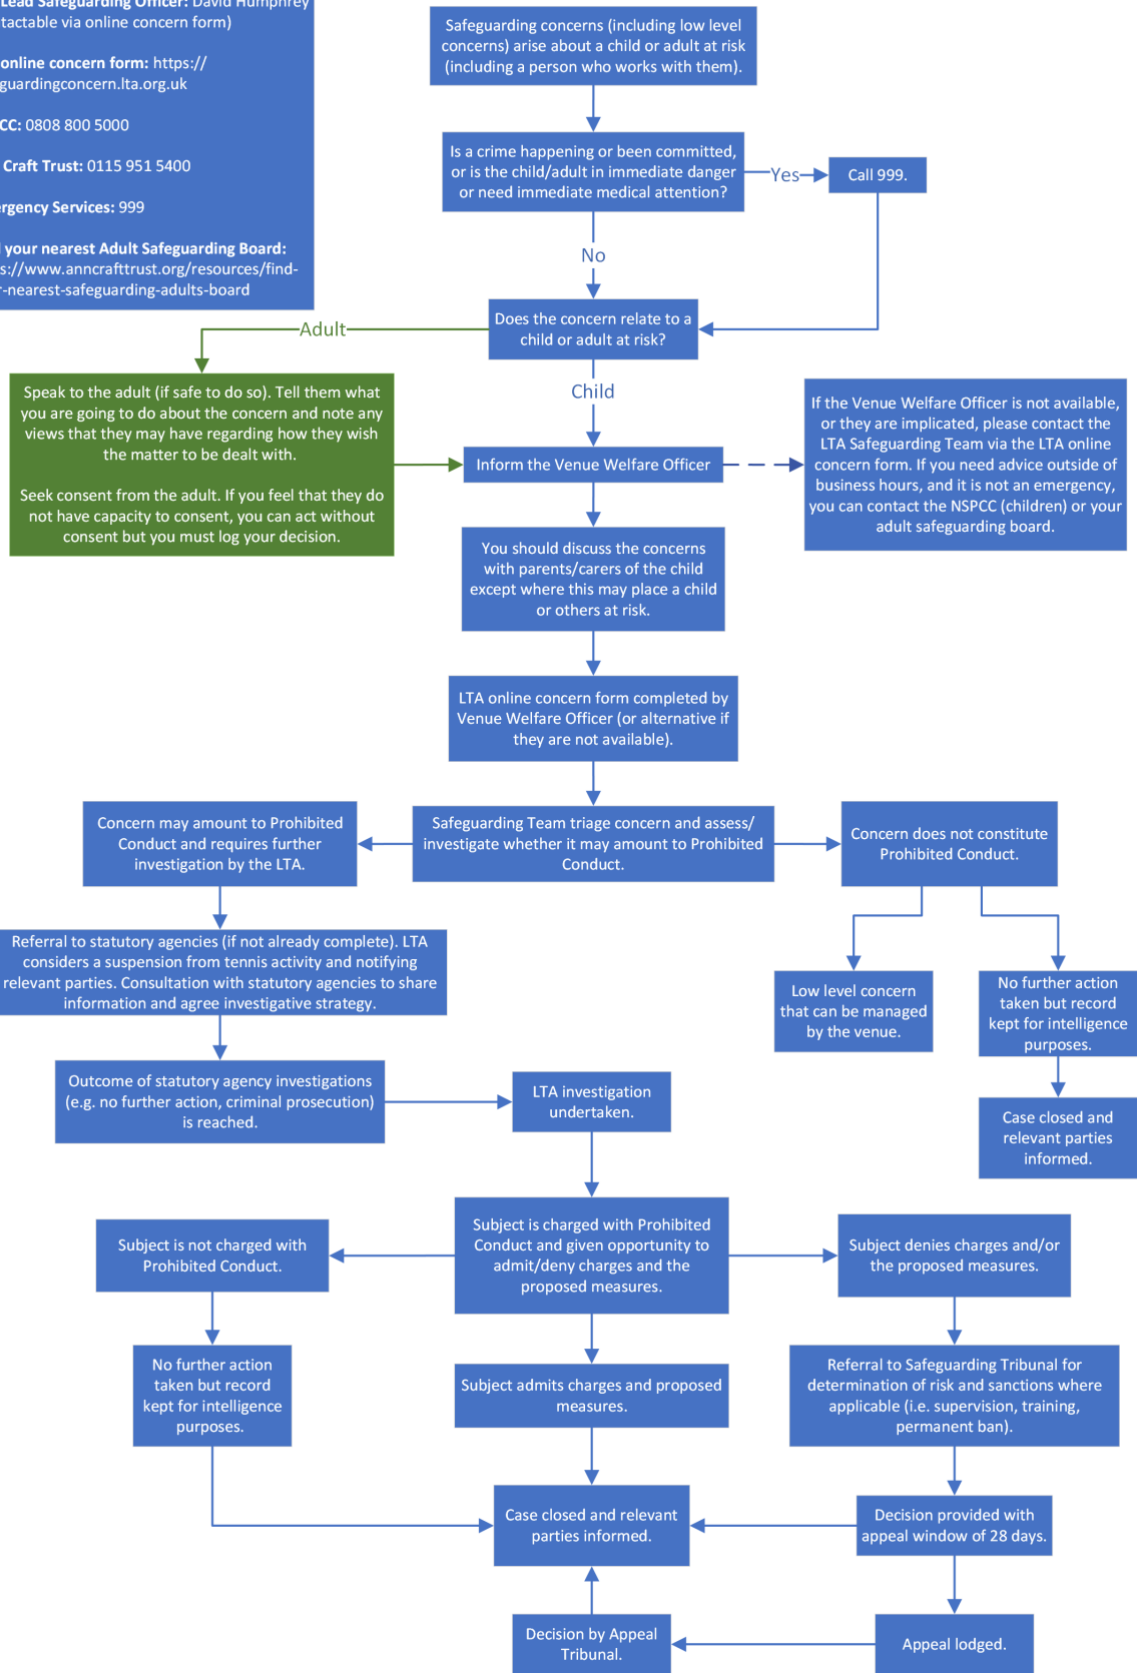 Lead Safeguarding Officer: David Humphrey
tactable via online concern form)
online concern form: https://
guardingconcern.lta.org.uk
CC: 0808 800 5000
Craft Trust: 0115 951 5400
ergency Services: 999
your nearest Adult Safeguarding Board:
s://www.anncrafttrust.org/resources/find-
r-nearest-safeguarding-adults-board
Safeguarding concerns (including low level
concerns) arise about a child or adult at risk
(including a person who works with them).
Is a crime happening or been committed,
or is the child/adult in immediate danger
or need immediate medical attention?
Yes
Call 999.
No
Does the concern relate to a
child or adult at risk?
Adult
Child
Speak to the adult (if safe to do so). Tell them what
you are going to do about the concern and note any
views that they may have regarding how they wish
the matter to be dealt with.
Seek consent from the adult. If you feel that they do
not have capacity to consent, you can act without
consent but you must log your decision.
Inform the Venue Welfare Officer
If the Venue Welfare Officer is not available,
or they are implicated, please contact the
LTA Safeguarding Team via the LTA online
concern form. If you need advice outside of
business hours, and it is not an emergency,
you can contact the NSPCC (children) or your
adult safeguarding board.
You should discuss the concerns
with parents/carers of the child
except where this may place a child
or others at risk.
LTA online concern form completed by
Venue Welfare Officer (or alternative if
they are not available).
Concern may amount to Prohibited
Conduct and requires further
investigation by the LTA.
Safeguarding Team triage concern and assess/
investigate whether it may amount to Prohibited
Conduct.
Concern does not constitute
Prohibited Conduct.
Referral to statutory agencies (if not already complete). LTA
considers a suspension from tennis activity and notifying
relevant parties. Consultation with statutory agencies to share
information and agree investigative strategy.
Low level concern
that can be managed
by the venue.
No further action
taken but record
kept for intelligence
purposes.
Outcome of statutory agency investigations
(e.g. no further action, criminal prosecution)
is reached.
LTA investigation
undertaken.
Case closed and
relevant parties
informed.
Subject is not charged with
Prohibited Conduct.
Subject is charged with Prohibited
Conduct and given opportunity to
admit/deny charges and the
proposed measures.
Subject denies charges and/or
the proposed measures.
No further action
taken but record
kept for intelligence
purposes.
Subject admits charges and proposed
measures.
Referral to Safeguarding Tribunal for
determination of risk and sanctions where
applicable (i.e. supervision, training,
permanent ban).
Case closed and relevant
parties informed.
Decision provided with
appeal window of 28 days.
Decision by Appeal
Tribunal.
Appeal lodged.